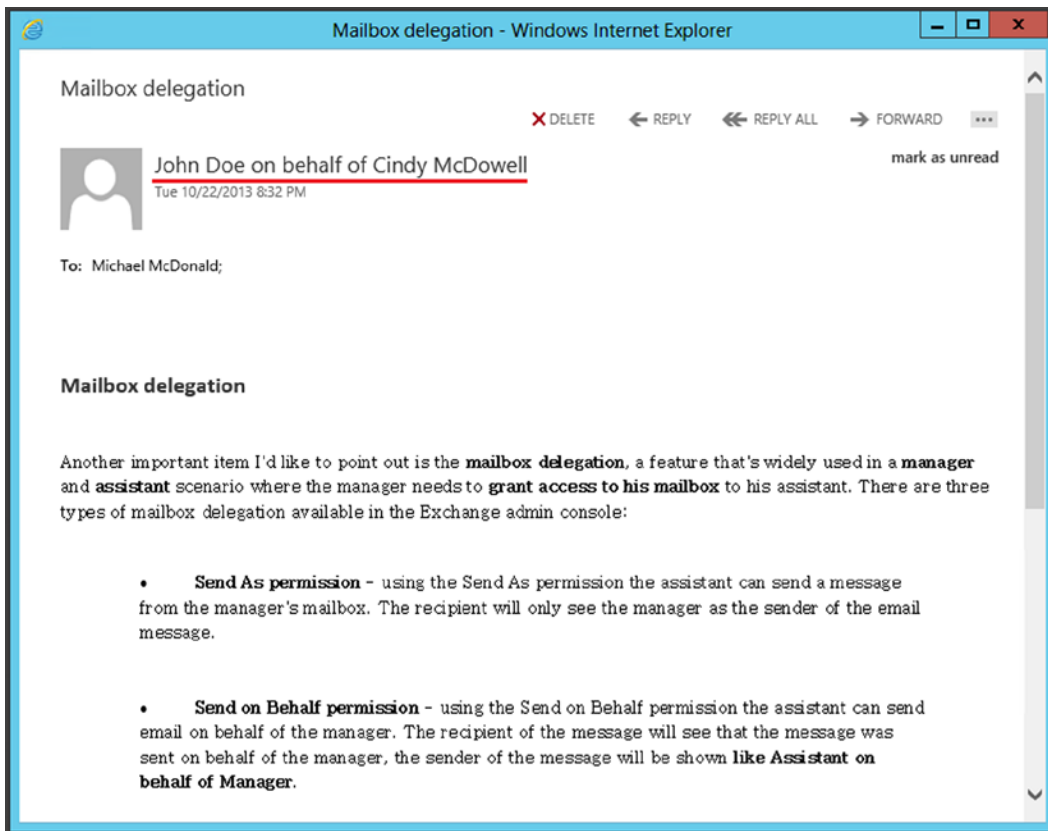 Mailbox delegation - Windows Internet Explorer
Mailbox delegation
DELETE REPLY REPLY ALL FORWARD ...
John Doe on behalf of Cindy McDowell
mark as unread
Tue 10/22/2013 8:32 PM
To: Michael McDonald;
Mailbox delegation
Another important item I'd like to point out is the mailbox delegation, a feature that's widely used in a manager
and assistant scenario where the manager needs to grant access to his mailbox to his assistant. There are three
types of mailbox delegation available in the Exchange admin console:
• Send As permission - using the Send As permission the assistant can send a message
from the manager's mailbox. The recipient will only see the manager as the sender of the email
message.
• Send on Behalf permission - using the Send on Behalf permission the assistant can send
email on behalf of the manager. The recipient of the message will see that the message was
sent on behalf of the manager, the sender of the message will be shown like Assistant on
behalf of Manager.